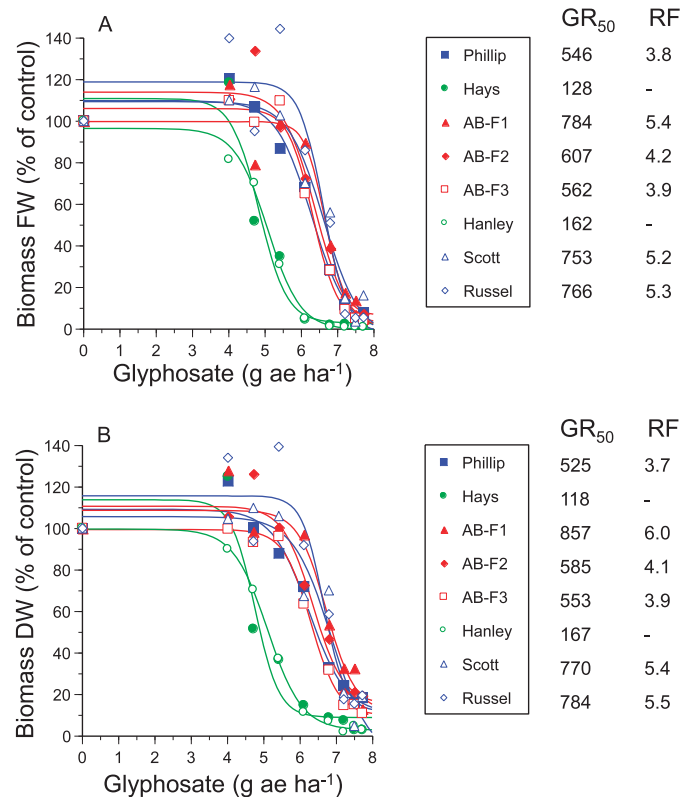 A
GR50 RF
Biomass FW (% of control)
140
120
100
80
60
40
20
0
0 1 2 3 4 5 6 7 8
Glyphosate (g ae ha-1)
Phillip 546 3.8
Hays 128 -
AB-F1 784 5.4
AB-F2 607 4.2
AB-F3 562 3.9
Hanley 162 -
Scott 753 5.2
Russel 766 5.3
B
GR50 RF
Biomass DW (% of control)
140
120
100
80
60
40
20
0
0 1 2 3 4 5 6 7 8
Glyphosate (g ae ha-1)
Phillip 525 3.7
Hays 118 -
AB-F1 857 6.0
AB-F2 585 4.1
AB-F3 553 3.9
Hanley 167 -
Scott 770 5.4
Russel 784 5.5